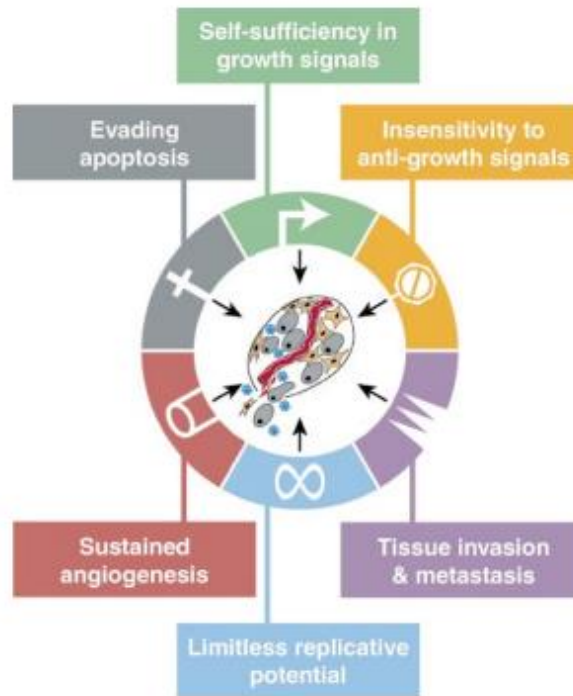 Self-sufficiency in
growth signals
Evading
apoptosis
Insensitivity to
anti-growth signals
Sustained
angiogenesis
Tissue invasion
& metastasis
Limitless replicative
potential